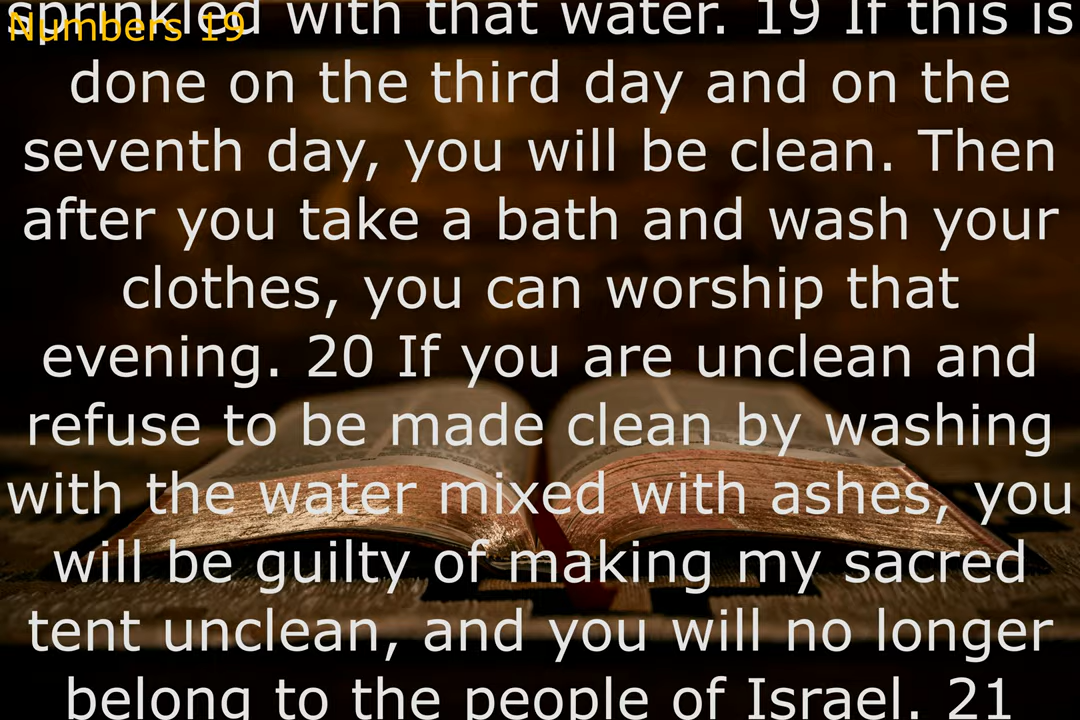 Numbers 19
sprinkled with that water. 19 If this is
done on the third day and on the
seventh day, you will be clean. Then
after you take a bath and wash your
clothes, you can worship that
evening. 20 If you are unclean and
refuse to be made clean by washing
with the water mixed with ashes, you
will be guilty of making my sacred
tent unclean, and you will no longer
belong to the people of Israel. 21